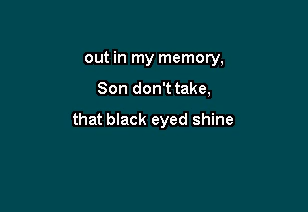 out in my memory,
Son don't take,
that black eyed shine